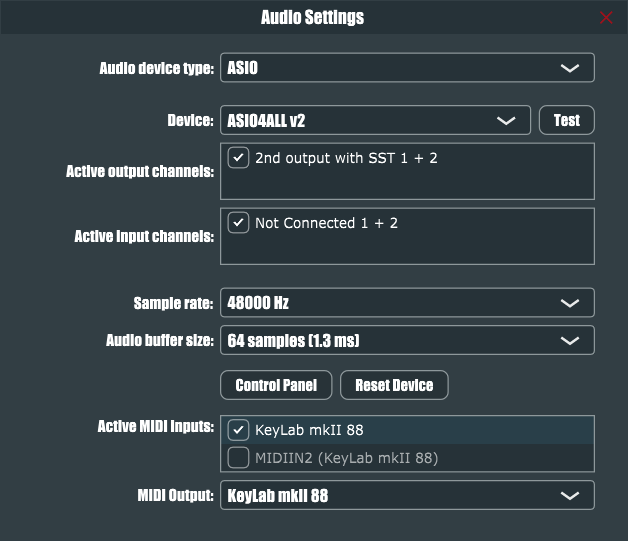 Audio Settings
Audio device type: ASIO
Device: ASIO4ALL v2 Test
Active output channels: 2nd output with SST 1 + 2
Active input channels: Not Connected 1 + 2
Sample rate: 48000 Hz
Audio buffer size: 64 samples (1.3 ms)
Control Panel Reset Device
Active MIDI Inputs: KeyLab mkII 88
MIDIIN2 (KeyLab mkII 88)
MIDI Output: KeyLab mkII 88